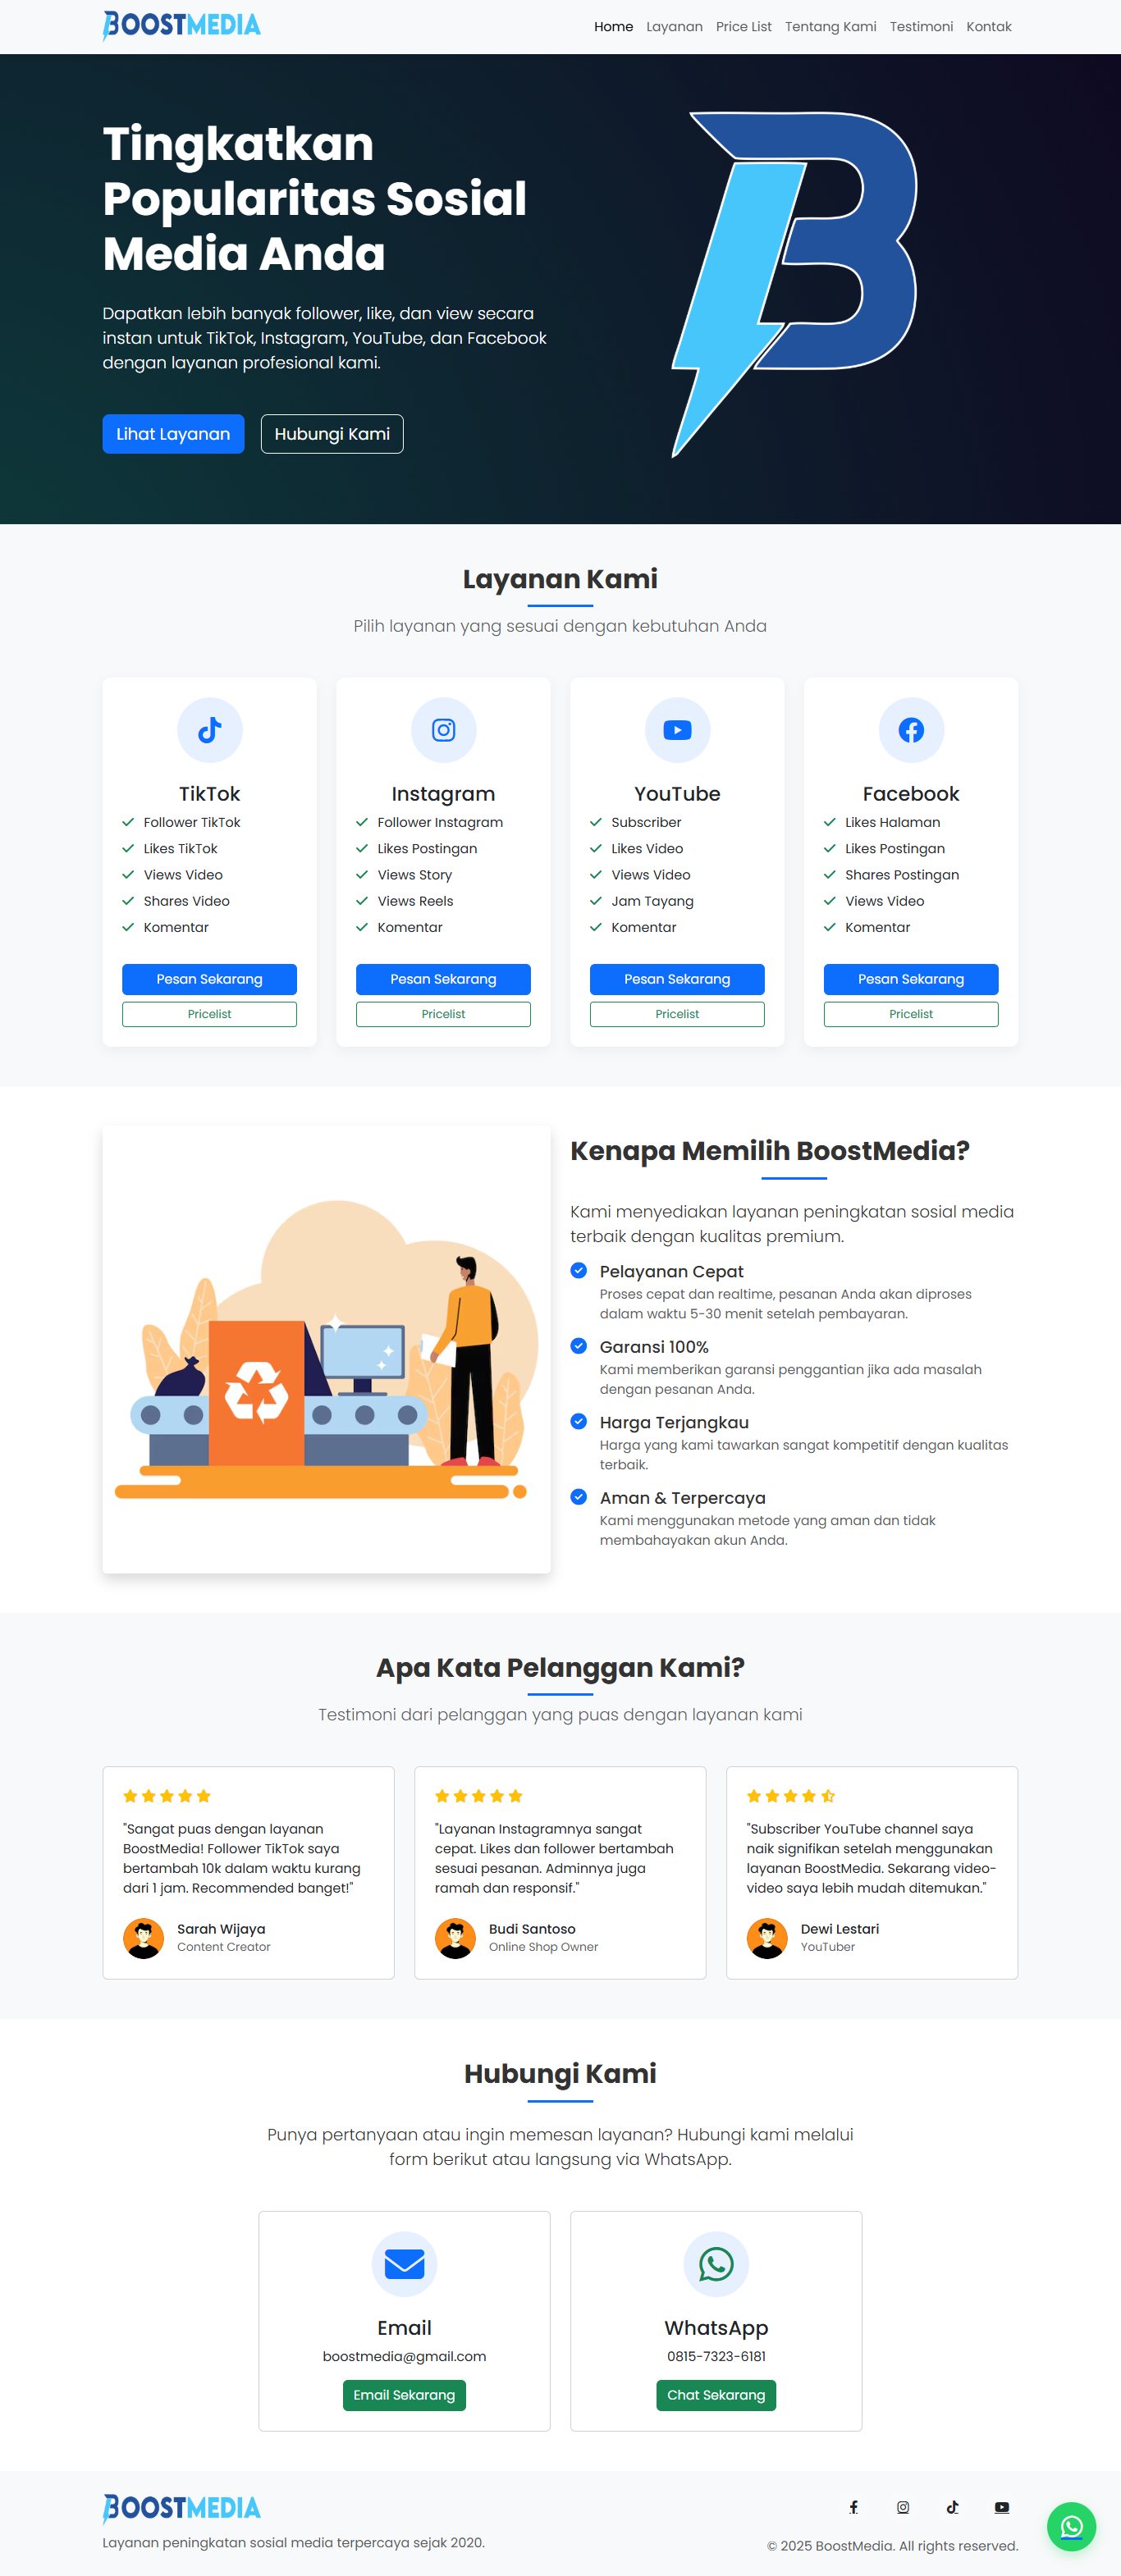 BOOSTMEDIA
Home Layanan Price List Tentang Kami Testimoni Kontak
Tingkatkan
Popularitas Sosial
Media Anda
Dapatkan lebih banyak follower, like, dan view secara
instan untuk TikTok, Instagram, YouTube, dan Facebook
dengan layanan profesional kami.
Lihat Layanan
Hubungi Kami
B
Layanan Kami
Pilih layanan yang sesuai dengan kebutuhan Anda
TikTok
Follower TikTok
Likes TikTok
Views Video
Shares Video
Komentar
Pesan Sekarang
Pricelist
Instagram
Follower Instagram
Likes Postingan
Views Story
Views Reels
Komentar
Pesan Sekarang
Pricelist
YouTube
Subscriber
Likes Video
Views Video
Jam Tayang
Komentar
Pesan Sekarang
Pricelist
Facebook
Likes Halaman
Likes Postingan
Shares Postingan
Views Video
Komentar
Pesan Sekarang
Pricelist
Kenapa Memilih BoostMedia?
Kami menyediakan layanan peningkatan sosial media
terbaik dengan kualitas premium.
Pelayanan Cepat
Proses cepat dan realtime, pesanan Anda akan diproses
dalam waktu 5-30 menit setelah pembayaran.
Garansi 100%
Kami memberikan garansi penggantian jika ada masalah
dengan pesanan Anda.
Harga Terjangkau
Harga yang kami tawarkan sangat kompetitif dengan kualitas
terbaik.
Aman & Terpercaya
Kami menggunakan metode yang aman dan tidak
membahayakan akun Anda.
Apa Kata Pelanggan Kami?
Testimoni dari pelanggan yang puas dengan layanan kami
"Sangat puas dengan layanan
BoostMedia! Follower TikTok saya
bertambah 10k dalam waktu kurang
dari 1 jam. Recommended banget!"
Sarah Wijaya
Content Creator
"Layanan Instagramnya sangat
cepat. Likes dan follower bertambah
sesuai pesanan. Adminnya juga
ramah dan responsif."
Budi Santoso
Online Shop Owner
"Subscriber YouTube channel saya
naik signifikan setelah menggunakan
layanan BoostMedia. Sekarang video-
video saya lebih mudah ditemukan."
Dewi Lestari
YouTuber
Hubungi Kami
Punya pertanyaan atau ingin memesan layanan? Hubungi kami melalui
form berikut atau langsung via WhatsApp.
Email
boostmedia@gmail.com
Email Sekarang
WhatsApp
0815-7323-6181
Chat Sekarang
BOOSTMEDIA
Layanan peningkatan sosial media terpercaya sejak 2020.
© 2025 BoostMedia. All rights reserved.